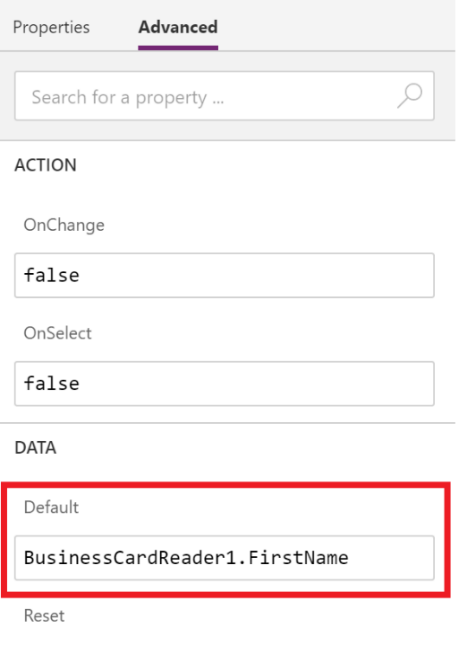 Properties Advanced
Search for a property ...
ACTION
OnChange
false
OnSelect
false
DATA
Default
BusinessCardReader1.FirstName
Reset